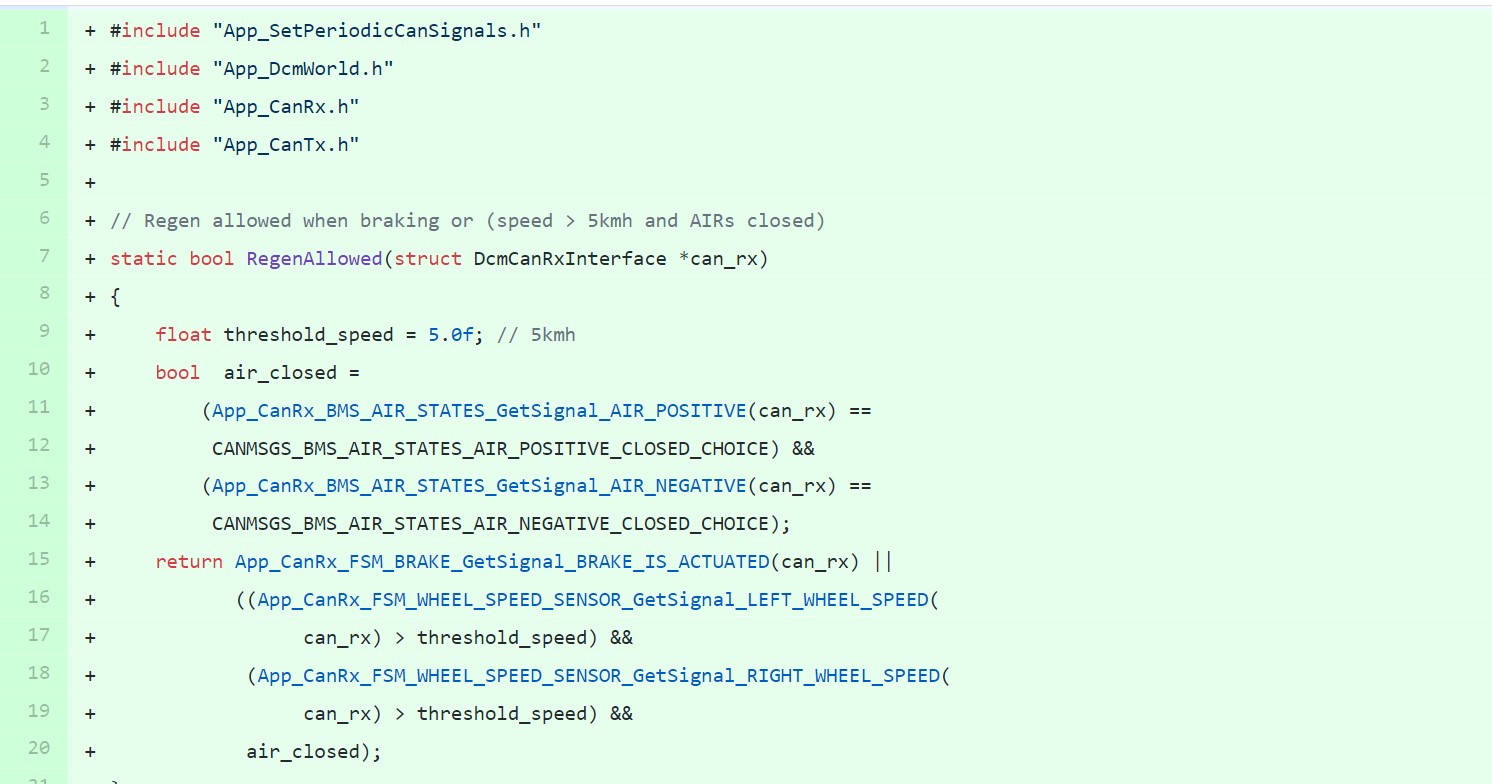 1 + #include "App_SetPeriodicCanSignals.h"
2 + #include "App_DcmWorld.h"
3 + #include "App_CanRx.h"
4 + #include "App_CanTx.h"
5 +
6 + // Regen allowed when braking or (speed > 5kmh and AIRs closed)
7 + static bool RegenAllowed(struct DcmCanRxInterface *can_rx)
8 + {
9 +     float threshold_speed = 5.0f; // 5kmh
10 +     bool  air_closed =
11 +         (App_CanRx_BMS_AIR_STATES_GetSignal_AIR_POSITIVE(can_rx) ==
12 +          CANMSGS_BMS_AIR_STATES_AIR_POSITIVE_CLOSED_CHOICE) &&
13 +         (App_CanRx_BMS_AIR_STATES_GetSignal_AIR_NEGATIVE(can_rx) ==
14 +          CANMSGS_BMS_AIR_STATES_AIR_NEGATIVE_CLOSED_CHOICE);
15 +     return App_CanRx_FSM_BRAKE_GetSignal_BRAKE_IS_ACTUATED(can_rx) ||
16 +            ((App_CanRx_FSM_WHEEL_SPEED_SENSOR_GetSignal_LEFT_WHEEL_SPEED(
17 +                  can_rx) > threshold_speed) &&
18 +             (App_CanRx_FSM_WHEEL_SPEED_SENSOR_GetSignal_RIGHT_WHEEL_SPEED(
19 +                  can_rx) > threshold_speed) &&
20 +             air_closed);